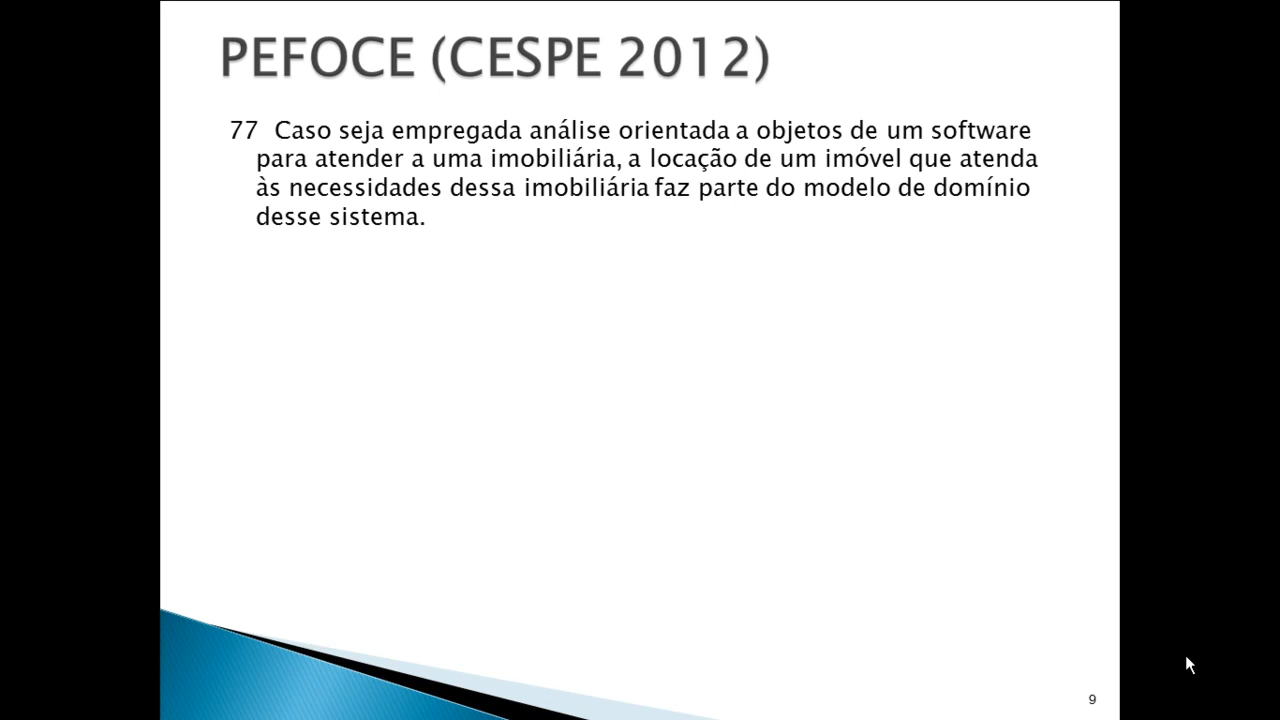 PEFOCE (CESPE 2012)
77 Caso seja empregada análise orientada a objetos de um software
para atender a uma imobiliária, a locação de um imóvel que atenda
às necessidades dessa imobiliária faz parte do modelo de domínio
desse sistema.
9